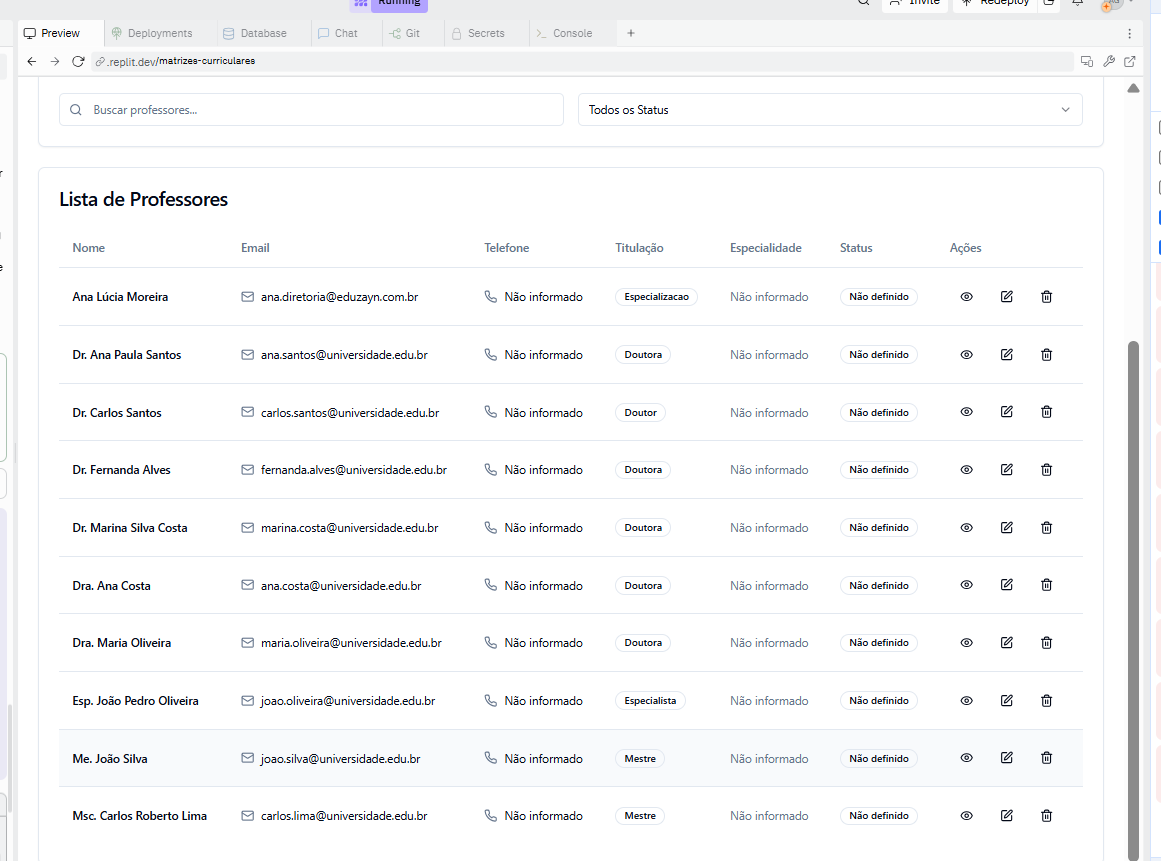 Running
Invite
Redeploy
Preview Deployments Database Chat Git Secrets Console
.replit.dev/matrizes-curriculares
Buscar professores...
Todos os Status
Lista de Professores
Nome Email Telefone Titulação Especialidade Status Ações
Ana Lúcia Moreira ana.diretoria@eduzayn.com.br Não informado Especializacao Não informado Não definido
Dr. Ana Paula Santos ana.santos@universidade.edu.br Não informado Doutora Não informado Não definido
Dr. Carlos Santos carlos.santos@universidade.edu.br Não informado Doutor Não informado Não definido
Dr. Fernanda Alves fernanda.alves@universidade.edu.br Não informado Doutora Não informado Não definido
Dr. Marina Silva Costa marina.costa@universidade.edu.br Não informado Doutora Não informado Não definido
Dra. Ana Costa ana.costa@universidade.edu.br Não informado Doutora Não informado Não definido
Dra. Maria Oliveira maria.oliveira@universidade.edu.br Não informado Doutora Não informado Não definido
Esp. João Pedro Oliveira joao.oliveira@universidade.edu.br Não informado Especialista Não informado Não definido
Me. João Silva joao.silva@universidade.edu.br Não informado Mestre Não informado Não definido
Msc. Carlos Roberto Lima carlos.lima@universidade.edu.br Não informado Mestre Não informado Não definido